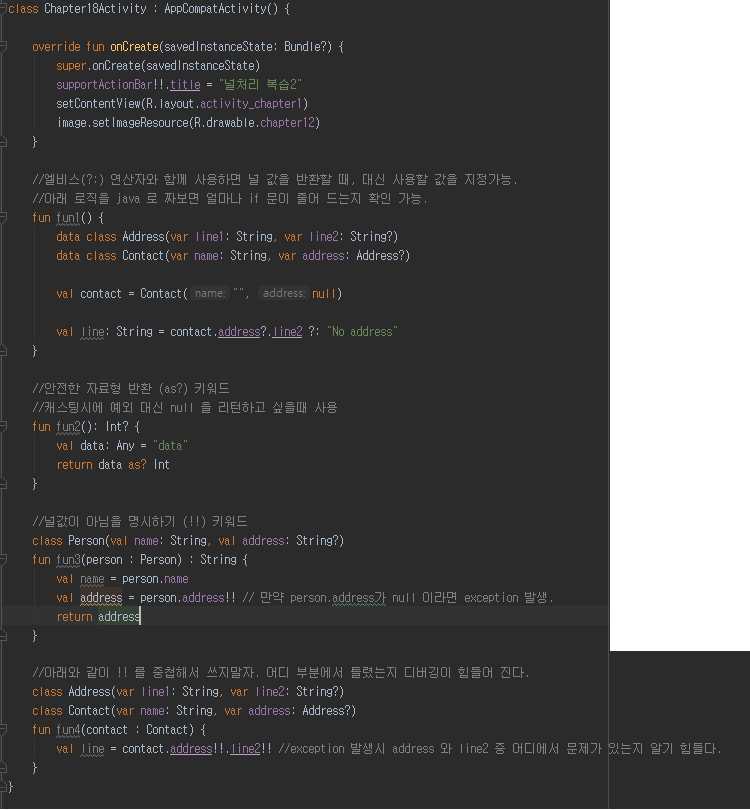 class Chapter18Activity : AppCompatActivity() {
override fun onCreate(savedInstanceState: Bundle?) {
super.onCreate(savedInstanceState)
supportActionBar!!.title = "널처리 복습2"
setContentView(R.layout.activity_chapter1)
image.setImageResource(R.drawable.chapter12)
}
//엘비스(?:) 연산자와 함께 사용하면 널 값을 반환할 때, 대신 사용할 값을 지정가능.
//아래 로직을 java 로 짜보면 얼마나 if 문이 줄어 드는지 확인 가능.
fun fun1() {
data class Address(var line1: String, var line2: String?)
data class Contact(var name: String, var address: Address?)
val contact = Contact( name: "", address: null)
val line: String = contact.address?.line2 ?: "No address"
}
//안전한 자료형 반환 (as?) 키워드
//캐스팅시에 예외 대신 null 을 리턴하고 싶을때 사용
fun fun2(): Int? {
val data: Any = "data"
return data as? Int
}
//널값이 아님을 명시하기 (!!) 키워드
class Person(val name: String, val address: String?)
fun fun3(person : Person) : String {
val name = person.name
val address = person.address!! // 만약 person.address가 null 이라면 exception 발생.
return address
}
//아래와 같이 !! 를 중첩해서 쓰지말자. 어디 부분에서 틀렸는지 디버깅이 힘들어 진다.
class Address(var line1: String, var line2: String?)
class Contact(var name: String, var address: Address?)
fun fun4(contact : Contact) {
val line = contact.address!!.line2!! //exception 발생시 address 와 line2 중 어디에서 문제가 있는지 알기 힘들다.
}
}